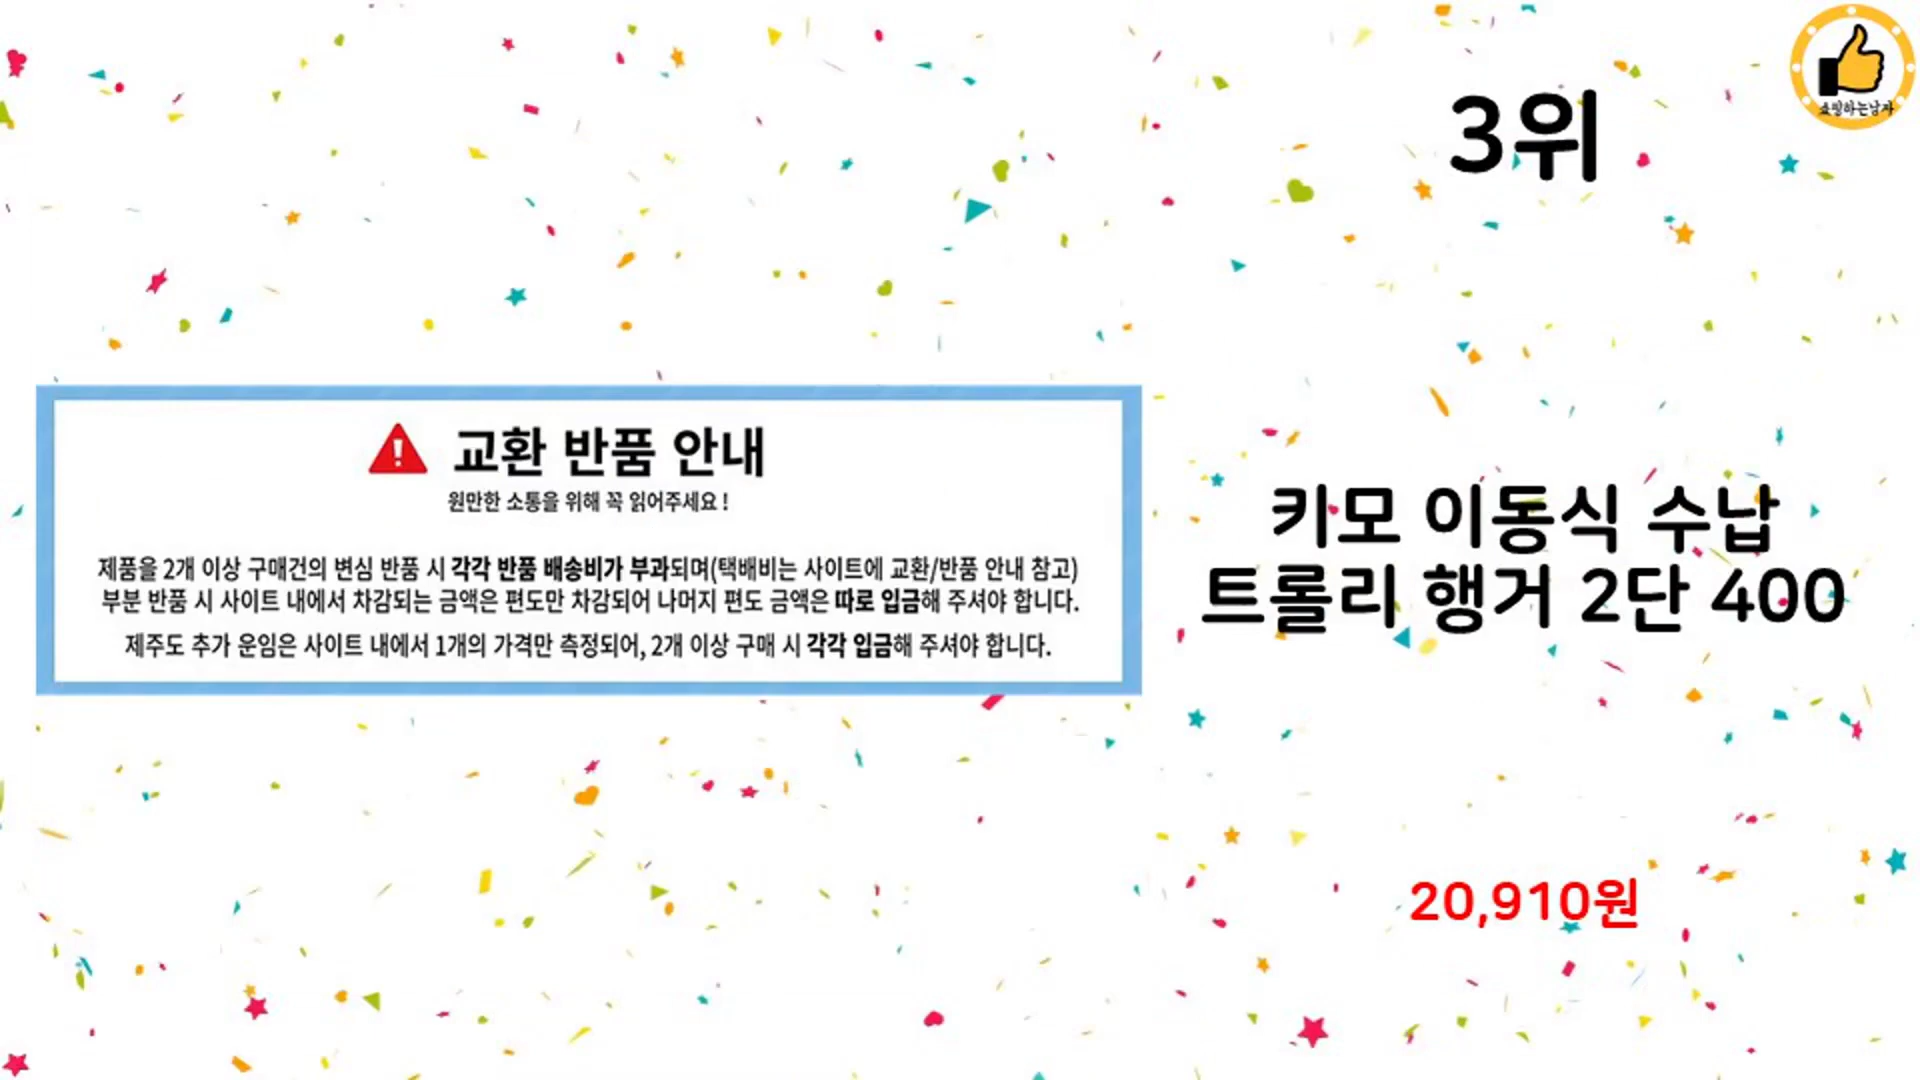 쇼핑하는남자
3위
교환 반품 안내
원만한 소통을 위해 꼭 읽어주세요 !
제품을 2개 이상 구매건의 변심 반품 시 각각 반품 배송비가 부과되며(택배비는 사이트에 교환/반품 안내 참고)
부분 반품 시 사이트 내에서 차감되는 금액은 편도만 차감되어 나머지 편도 금액은 따로 입금해 주셔야 합니다.
제주도 추가 운임은 사이트 내에서 1개의 가격만 측정되어, 2개 이상 구매 시 각각 입금해 주셔야 합니다.
카모 이동식 수납
트롤리 행거 2단 400
20,910원